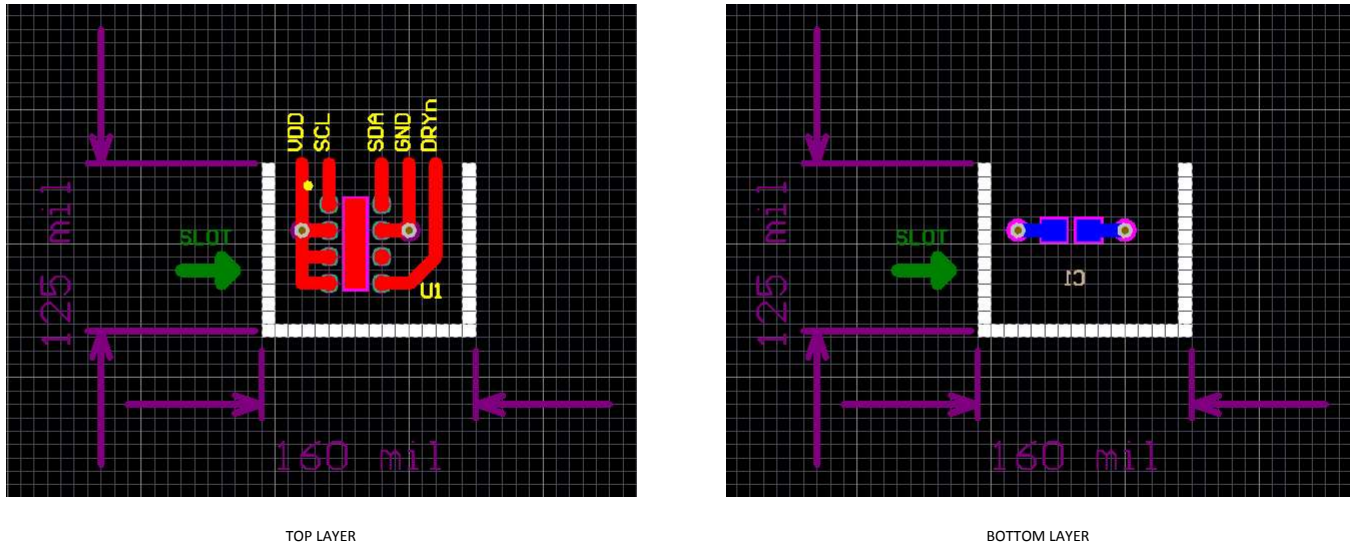 VDD
SCL
SDA
GND
DRYn
SLOT
U1
125 mil
160 mil
TOP LAYER
SLOT
C1
125 mil
160 mil
BOTTOM LAYER